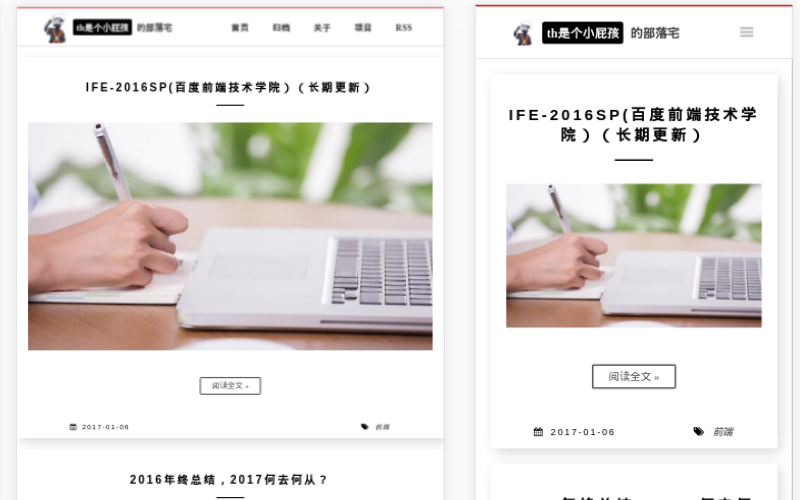 th是个小屁孩 的部落宅 首页 归档 关于 项目 RSS
IFE-2016SP(百度前端技术学院）（长期更新）
阅读全文 »
2017-01-06 前端
2016年终总结，2017何去何从？
th是个小屁孩 的部落宅
IFE-2016SP(百度前端技术学
院）（长期更新）
阅读全文 »
2017-01-06 前端